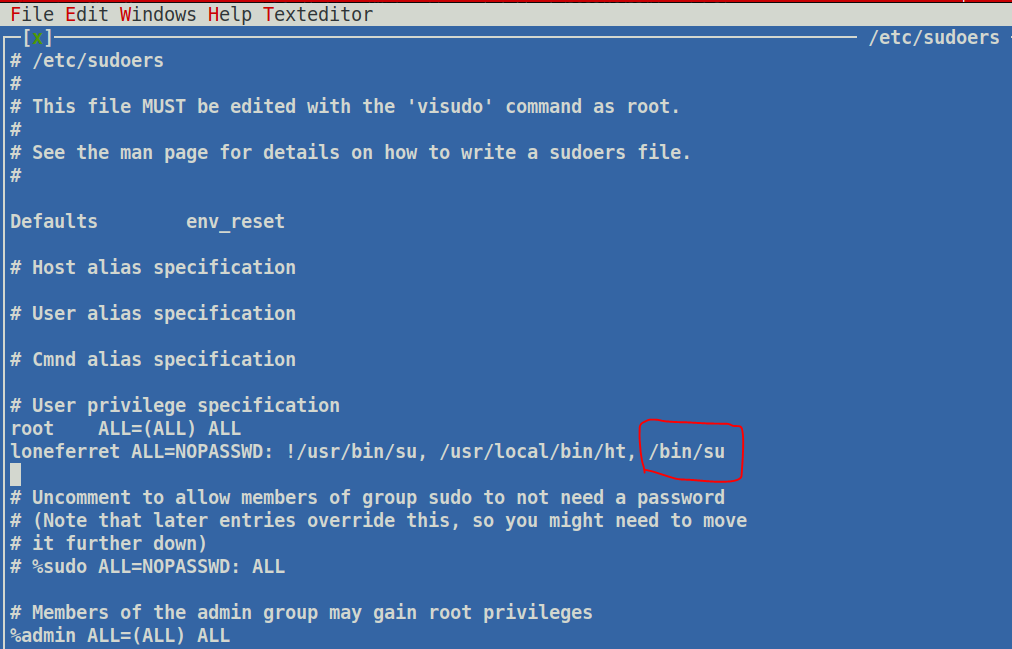 File Edit Windows Help Texteditor
[x] /etc/sudoers
# /etc/sudoers
#
# This file MUST be edited with the 'visudo' command as root.
#
# See the man page for details on how to write a sudoers file.
#
Defaults env_reset
# Host alias specification
# User alias specification
# Cmnd alias specification
# User privilege specification
root ALL=(ALL) ALL
loneferret ALL=NOPASSWD: !/usr/bin/su, /usr/local/bin/ht, /bin/su
# Uncomment to allow members of group sudo to not need a password
# (Note that later entries override this, so you might need to move
# it further down)
# %sudo ALL=NOPASSWD: ALL
# Members of the admin group may gain root privileges
%admin ALL=(ALL) ALL